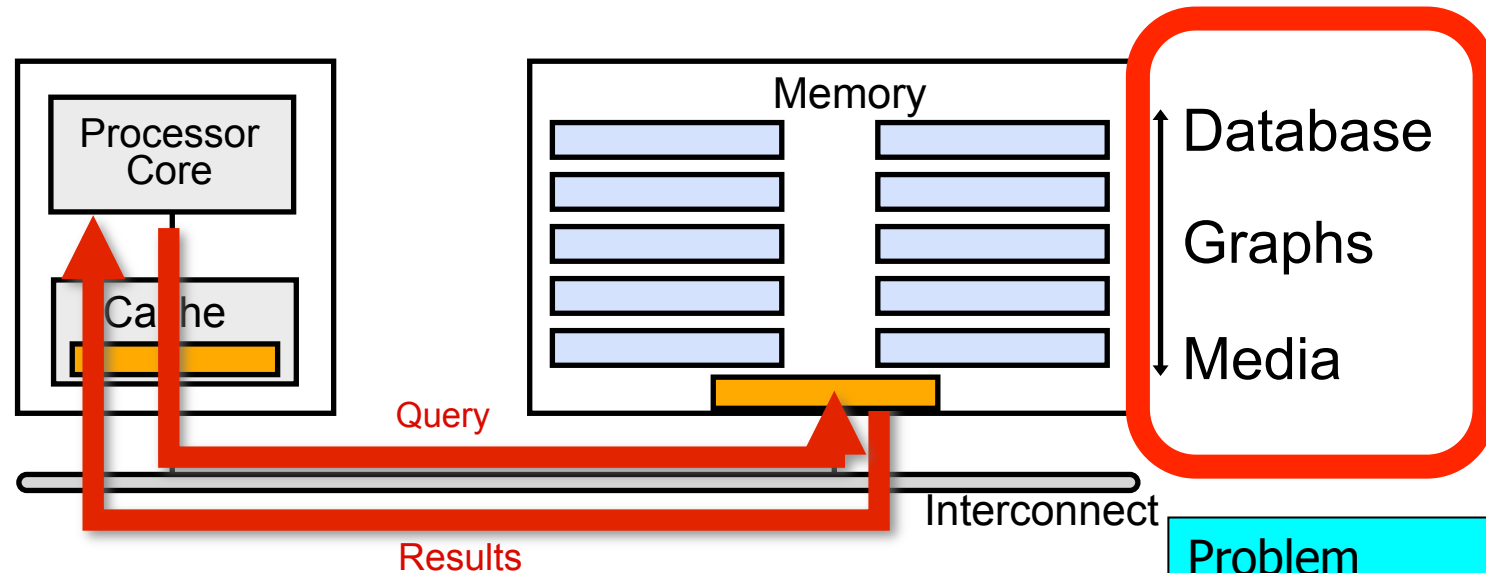 Processor
Core
Cache
Memory
Database
Graphs
Media
Query
Interconnect
Results
Problem